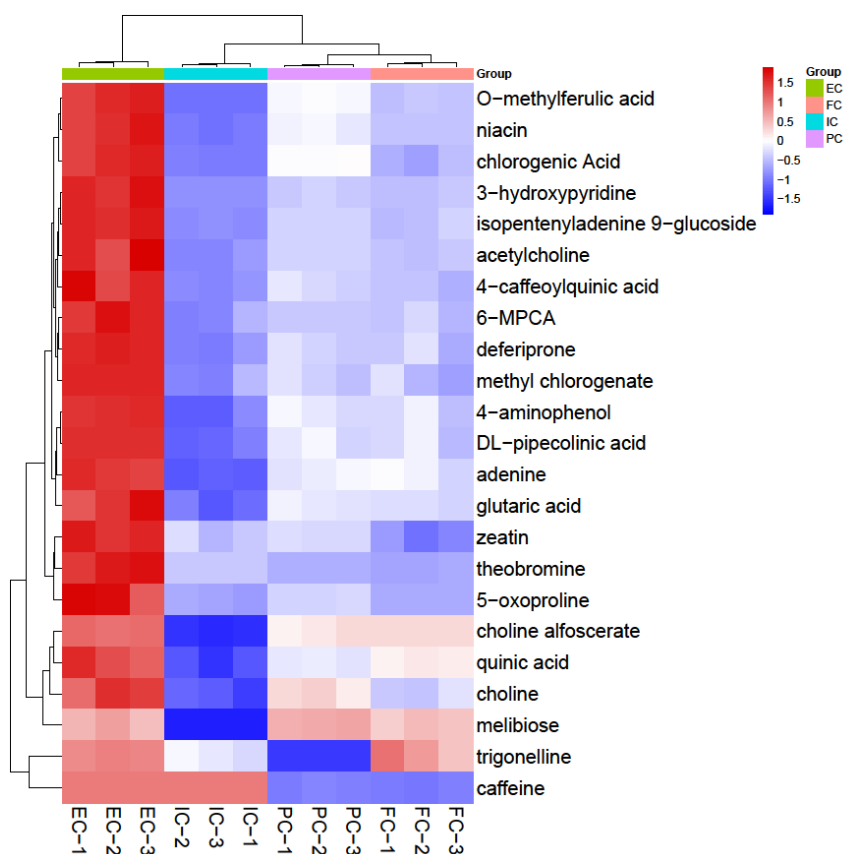 Group
O-methylferulic acid
niacin
chlorogenic Acid
3-hydroxypyridine
isopentenyladenine 9-glucoside
acetylcholine
4-caffeoylquinic acid
6-MPCA
deferiprone
methyl chlorogenate
4-aminophenol
DL-pipecolinic acid
adenine
glutaric acid
zeatin
theobromine
5-oxoproline
choline alfoscerate
quinic acid
choline
melibiose
trigonelline
caffeine
EC-1
EC-2
EC-3
IC-2
IC-3
IC-1
PC-1
PC-2
PC-3
FC-1
FC-2
FC-3
1.5
1
0.5
0
-0.5
-1
-1.5
Group
EC
FC
IC
PC